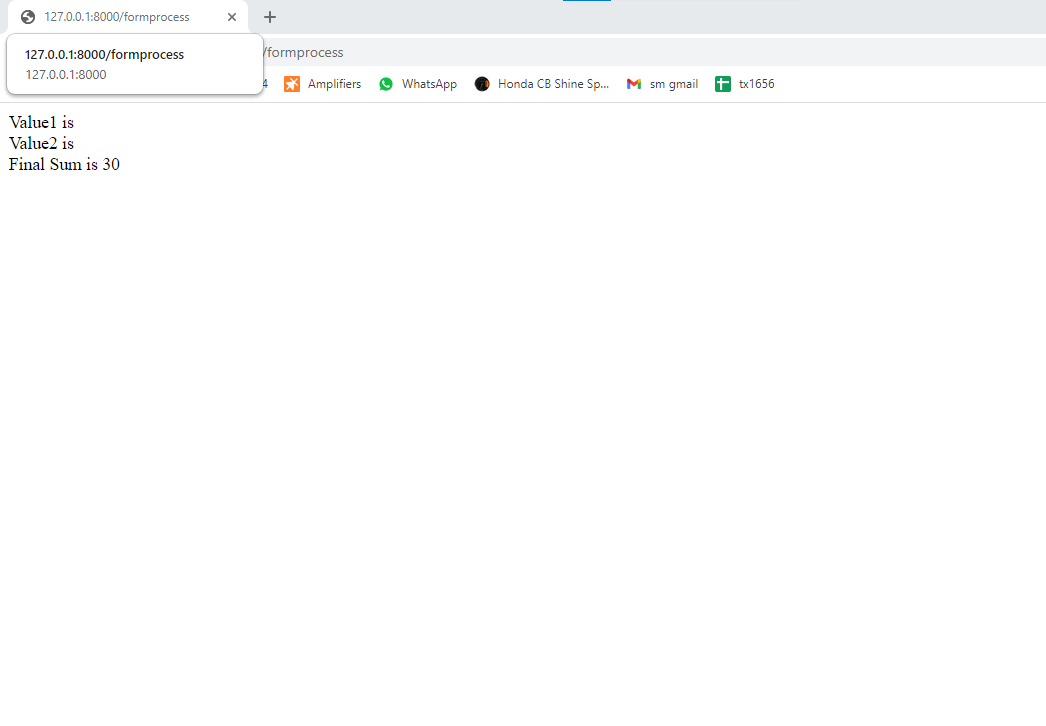 127.0.0.1:8000/formprocess
127.0.0.1:8000/formprocess
127.0.0.1:8000
/formprocess
4 Amplifiers WhatsApp Honda CB Shine Sp... sm gmail tx1656
Value1 is
Value2 is
Final Sum is 30